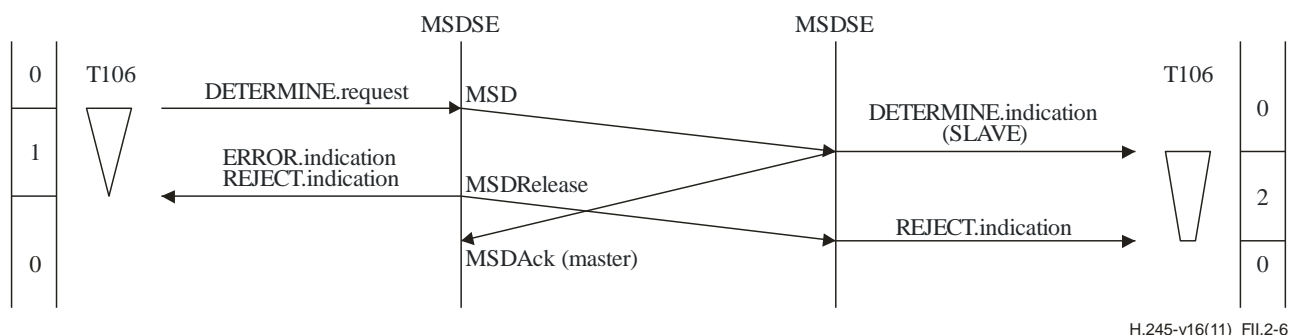 MSDSE MSDSE
0 T106 T106
DETERMINE.request MSD 0
DETERMINE.indication
(SLAVE)
1
ERROR.indication
REJECT.indication MSDRelease 2
REJECT.indication
MSDAck (master)
0 0
H.245-v16(11)_FII.2-6